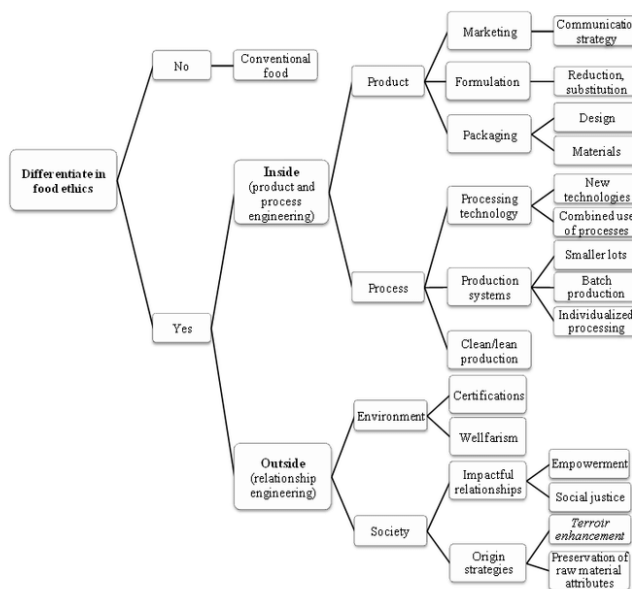 Differentiate in
food ethics
No
Conventional
food
Yes
Inside
(product and
process
engineering)
Product
Marketing
Communication
strategy
Formulation
Reduction,
substitution
Packaging
Design
Materials
Process
Processing
technology
New
technologies
Combined use
of processes
Production
systems
Smaller lots
Batch
production
Individualized
processing
Clean/lean
production
Outside
(relationship
engineering)
Environment
Certifications
Wellfarism
Society
Impactful
relationships
Empowerment
Social justice
Origin
strategies
Terroir
enhancement
Preservation of
raw material
attributes